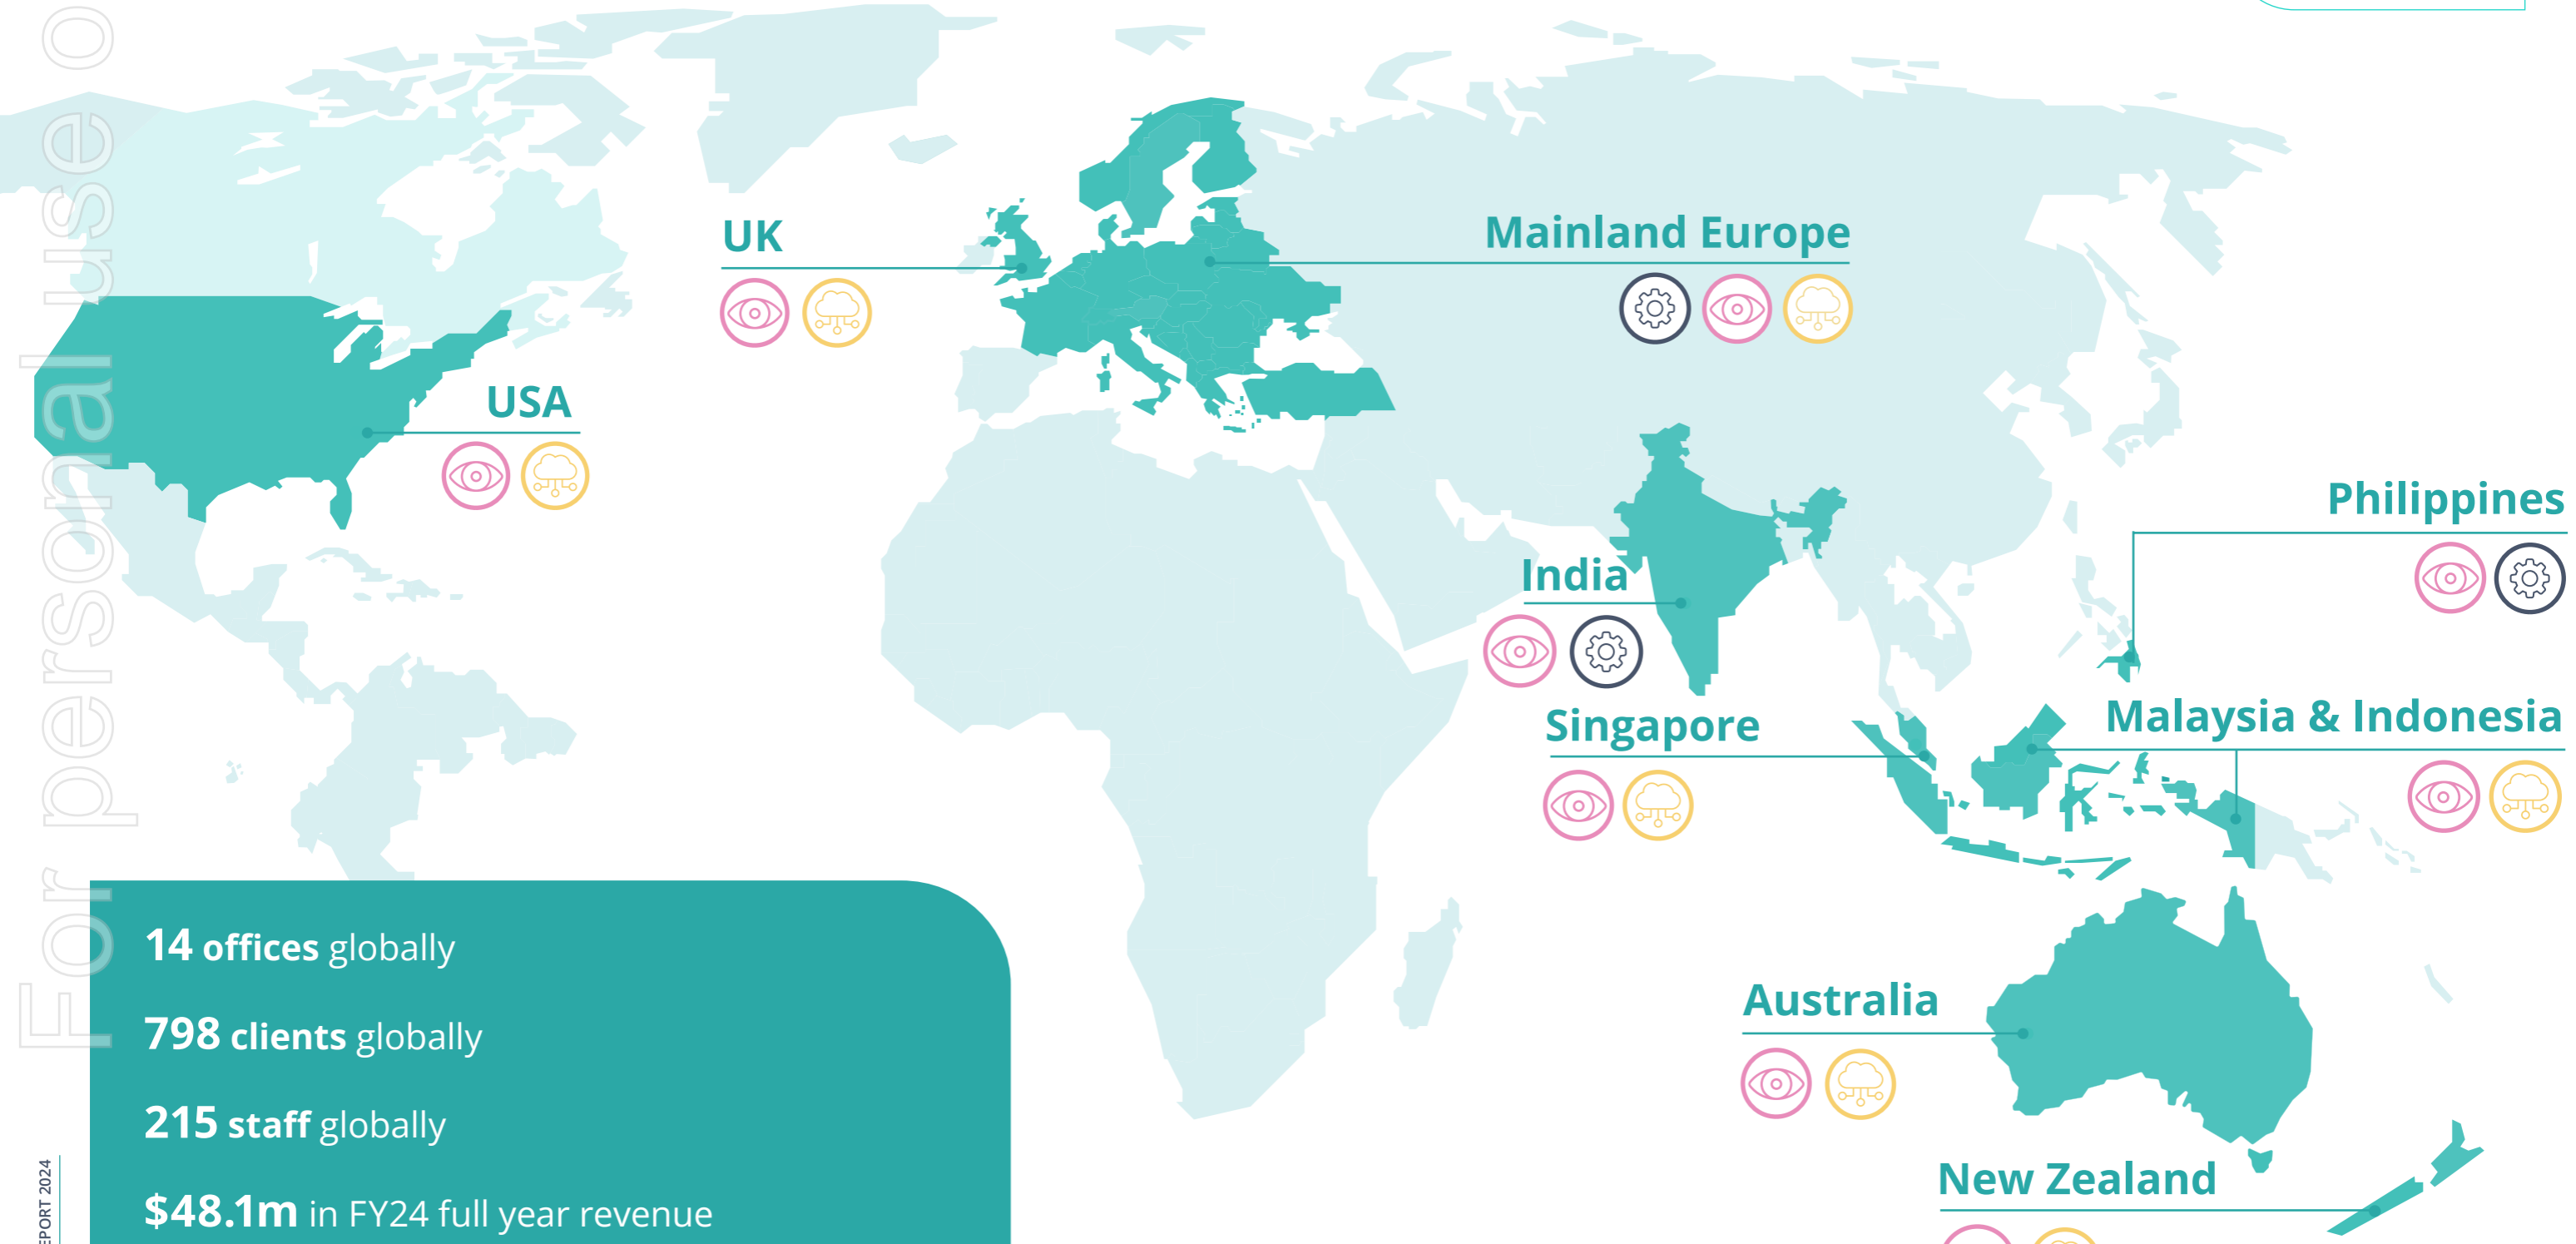 For personal use o
UK
Mainland Europe
USA
Philippines
India
Malaysia & Indonesia
Singapore
Australia
New Zealand
14 offices globally
798 clients globally
215 staff globally
$48.1m in FY24 full year revenue
EPORT 2024